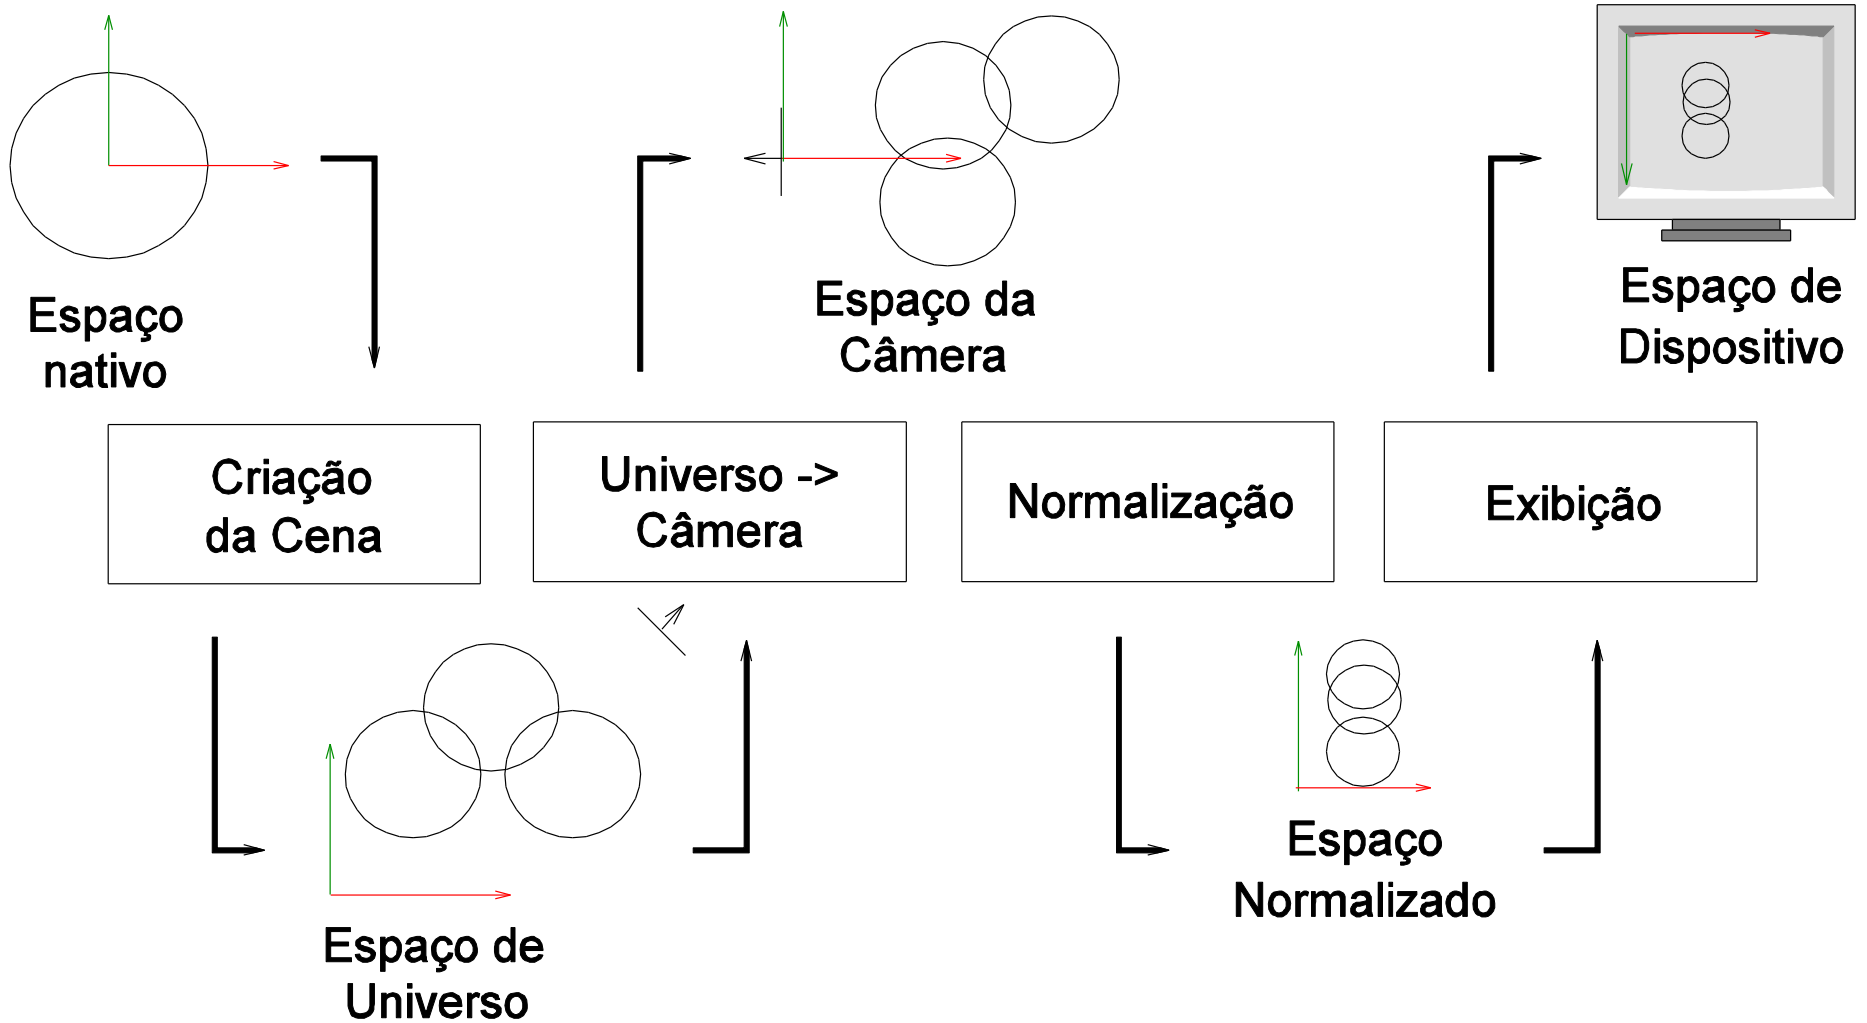 Espaço
nativo
Espaço da
Câmera
Espaço de
Dispositivo
Criação
da Cena
Universo ->
Câmera
Normalização
Exibição
Espaço de
Universo
Espaço
Normalizado